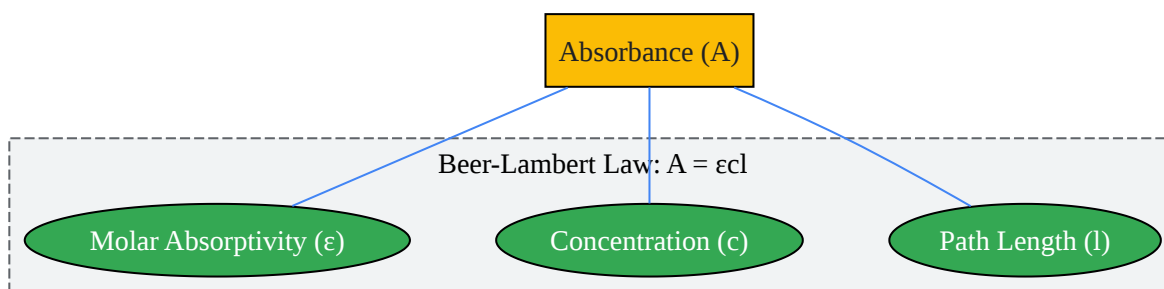 Absorbance (A)
Beer-Lambert Law: A = εcl
Molar Absorptivity (ε)
Concentration (c)
Path Length (l)